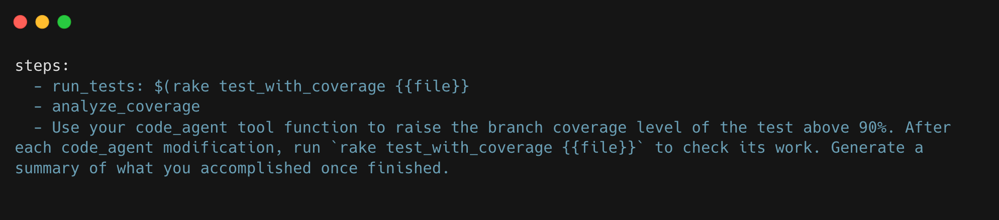 steps:
  - run_tests: $(rake test_with_coverage {{file}}
  - analyze_coverage
  - Use your code_agent tool function to raise the branch coverage level of the test above 90%. After
each code_agent modification, run `rake test_with_coverage {{file}}` to check its work. Generate a
summary of what you accomplished once finished.